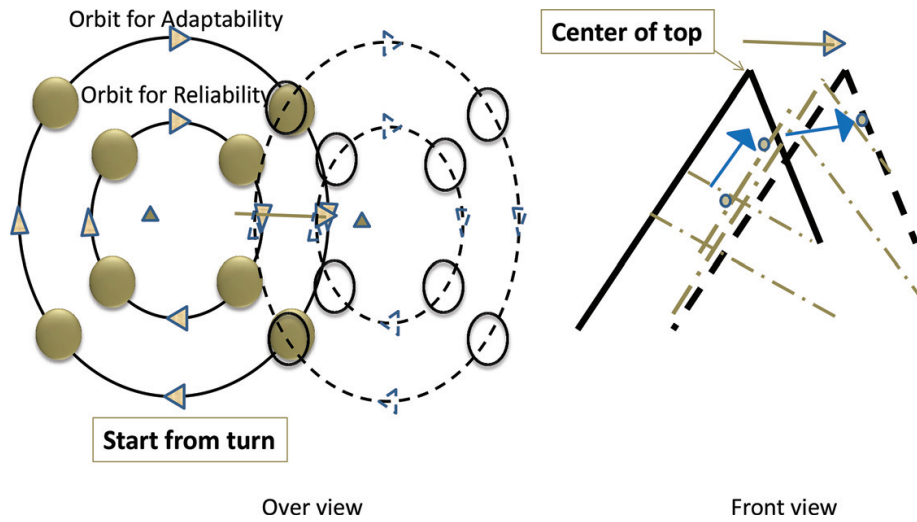 Orbit for Adaptability
Orbit for Reliability
Center of top
Start from turn
Over view
Front view